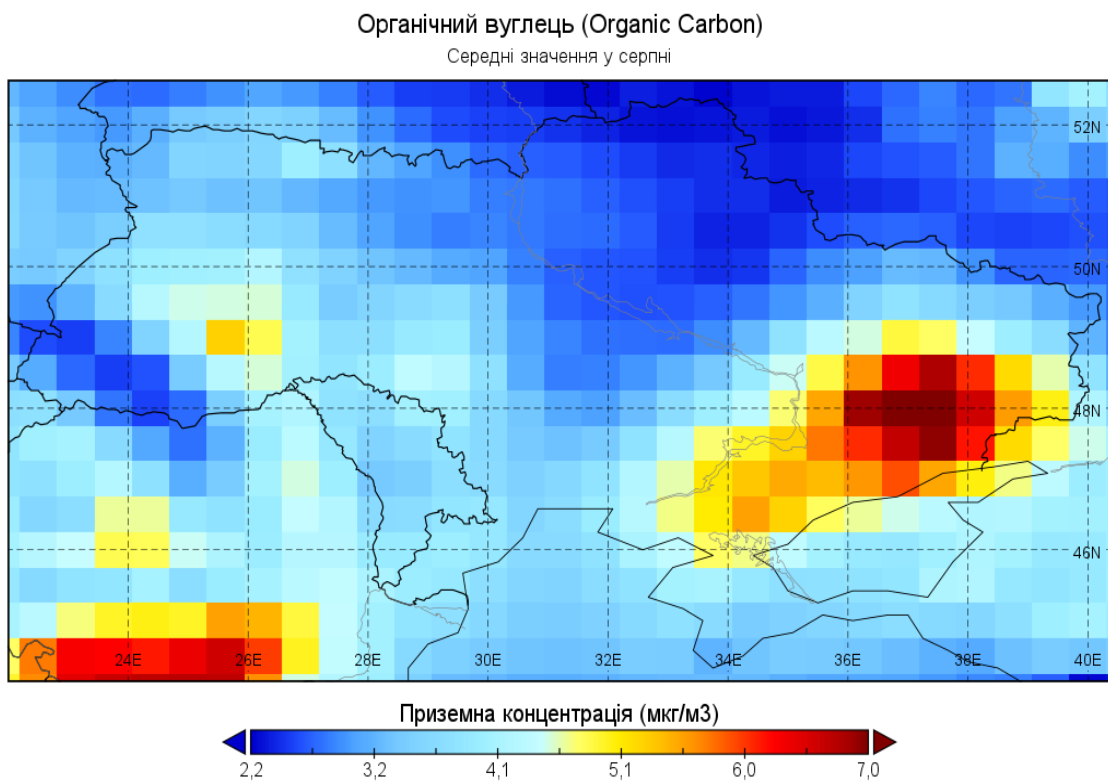 Органічний вуглець (Organic Carbon)
Середні значення у серпні
52N
50N
48N
46N
24E 26E 28E 30E 32E 34E 36E 38E 40E
Приземна концентрація (мкг/м3)
2,2 3,2 4,1 5,1 6,0 7,0